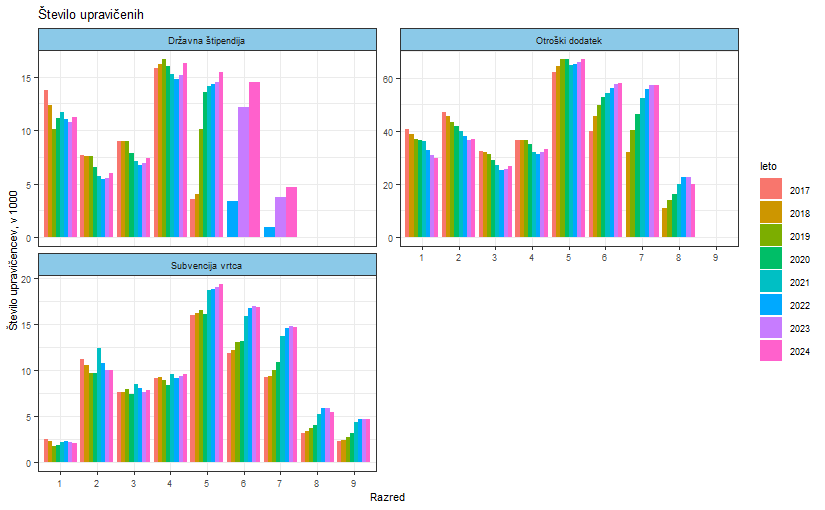 Število upravičenih
Državna štipendija
Otroški dodatek
15
10
5
0
60
40
20
0
1 2 3 4 5 6 7 8 9
Subvencija vrtca
20
15
10
5
0
1 2 3 4 5 6 7 8 9
Razred
Število upravičencev, v 1000
leto
2017
2018
2019
2020
2021
2022
2023
2024